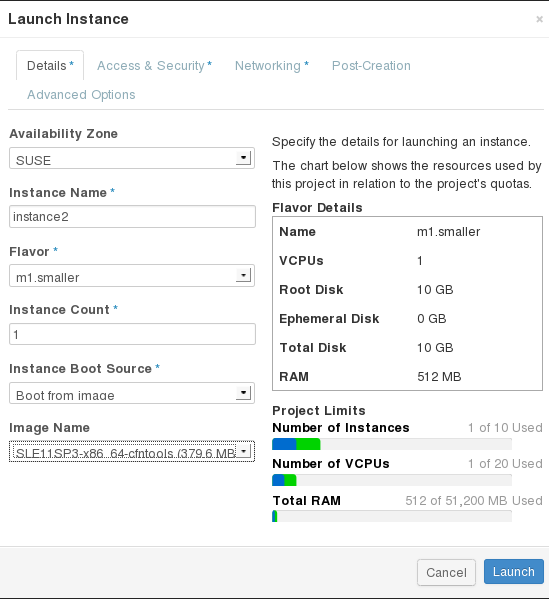 Launch Instance ×
Details * Access & Security * Networking * Post-Creation
Advanced Options
Availability Zone
SUSE
Instance Name *
instance2
Flavor *
m1.smaller
Instance Count *
1
Instance Boot Source *
Boot from image
Image Name
SLE11SP3-x86_64-cfntools (379.6 MB
Specify the details for launching an instance.
The chart below shows the resources used by
this project in relation to the project's quotas.
Flavor Details
Name m1.smaller
VCPUs 1
Root Disk 10 GB
Ephemeral Disk 0 GB
Total Disk 10 GB
RAM 512 MB
Project Limits
Number of Instances 1 of 10 Used
Number of VCPUs 1 of 20 Used
Total RAM 512 of 51,200 MB Used
Cancel Launch